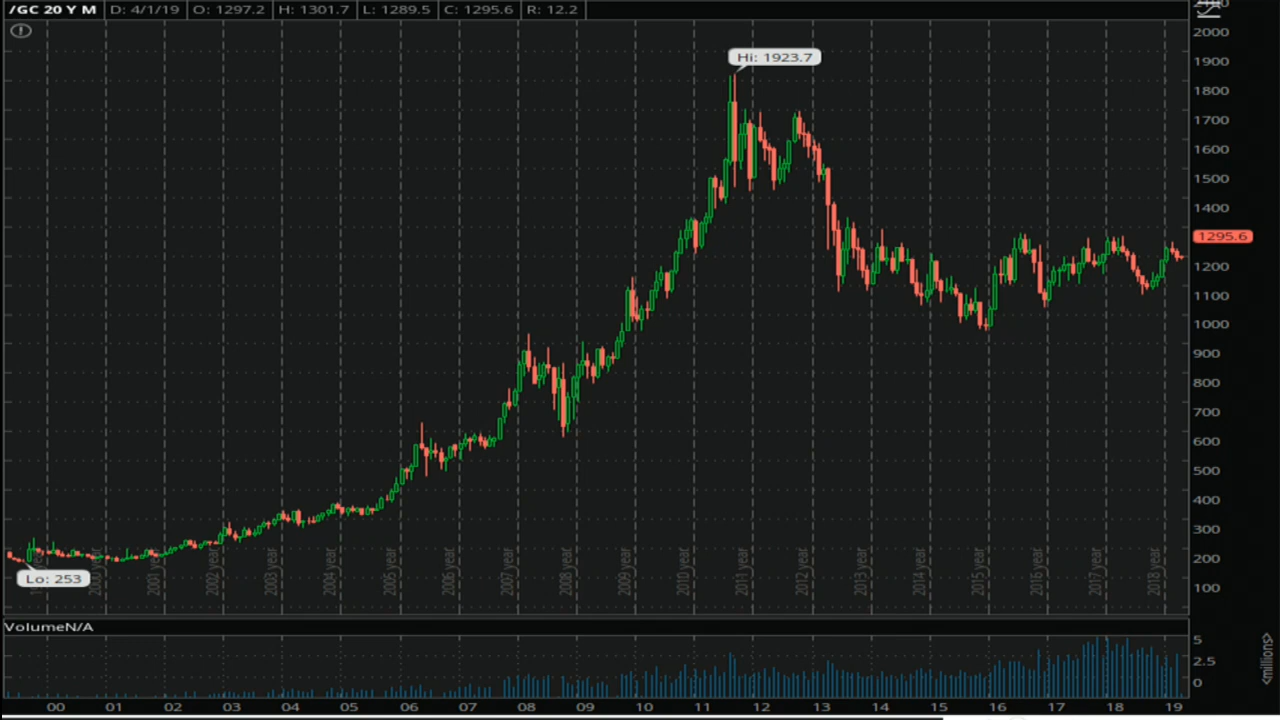 /GC 20 Y M D: 4/1/19 O: 1297.2 H: 1301.7 L: 1289.5 C: 1295.6 R: 12.2
2000
1900
Hi: 1923.7
1800
1700
1600
1500
1400
1295.6
1200
1100
1000
900
800
700
600
500
400
300
200
100
Lo: 253
2001 year
2002 year
2003 year
2004 year
2005 year
2006 year
2007 year
2008 year
2009 year
2010 year
2011 year
2012 year
2013 year
2014 year
2015 year
2016 year
2017 year
2018 year
VolumeN/A
5
2.5
0
<millions>
00 01 02 03 04 05 06 07 08 09 10 11 12 13 14 15 16 17 18 19